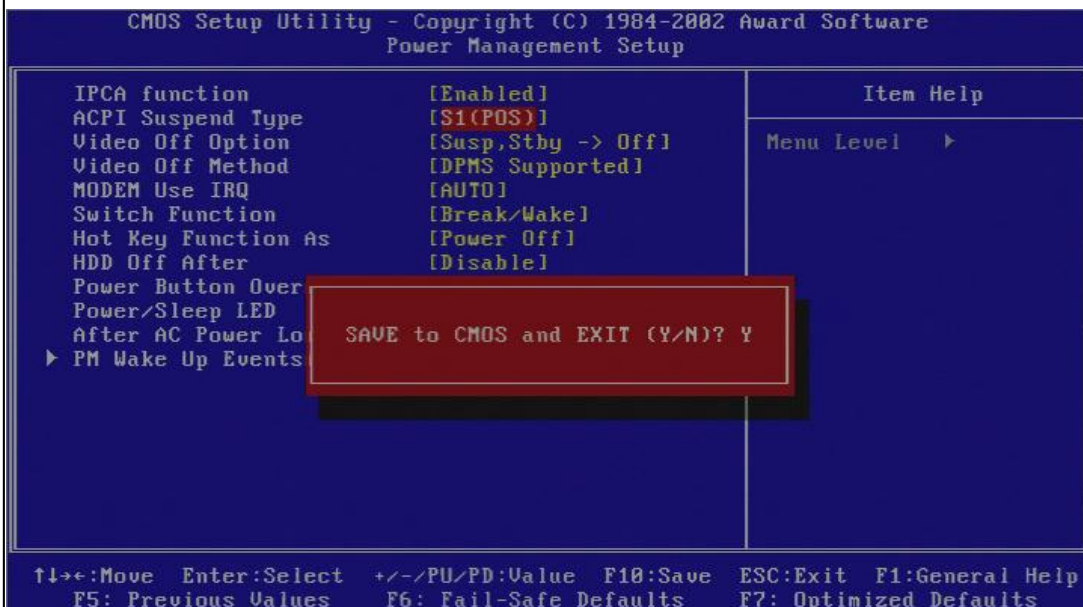 CMOS Setup Utility - Copyright (C) 1984-2002 Award Software
Power Management Setup
IPCA function [Enabled]
ACPI Suspend Type [S1(POS)]
Video Off Option [Susp,Stby -> Off]
Video Off Method [DPMS Supported]
MODEM Use IRQ [AUTO]
Switch Function [Break/Wake]
Hot Key Function As [Power Off]
HDD Off After [Disable]
Power Button Over
Power/Sleep LED
After AC Power Lo
▶ PM Wake Up Events
Item Help
Menu Level ▶
SAVE to CMOS and EXIT (Y/N)? Y
↑↓→←:Move Enter:Select +/-/PU/PD:Value F10:Save ESC:Exit F1:General Help
F5: Previous Values F6: Fail-Safe Defaults F7: Optimized Defaults